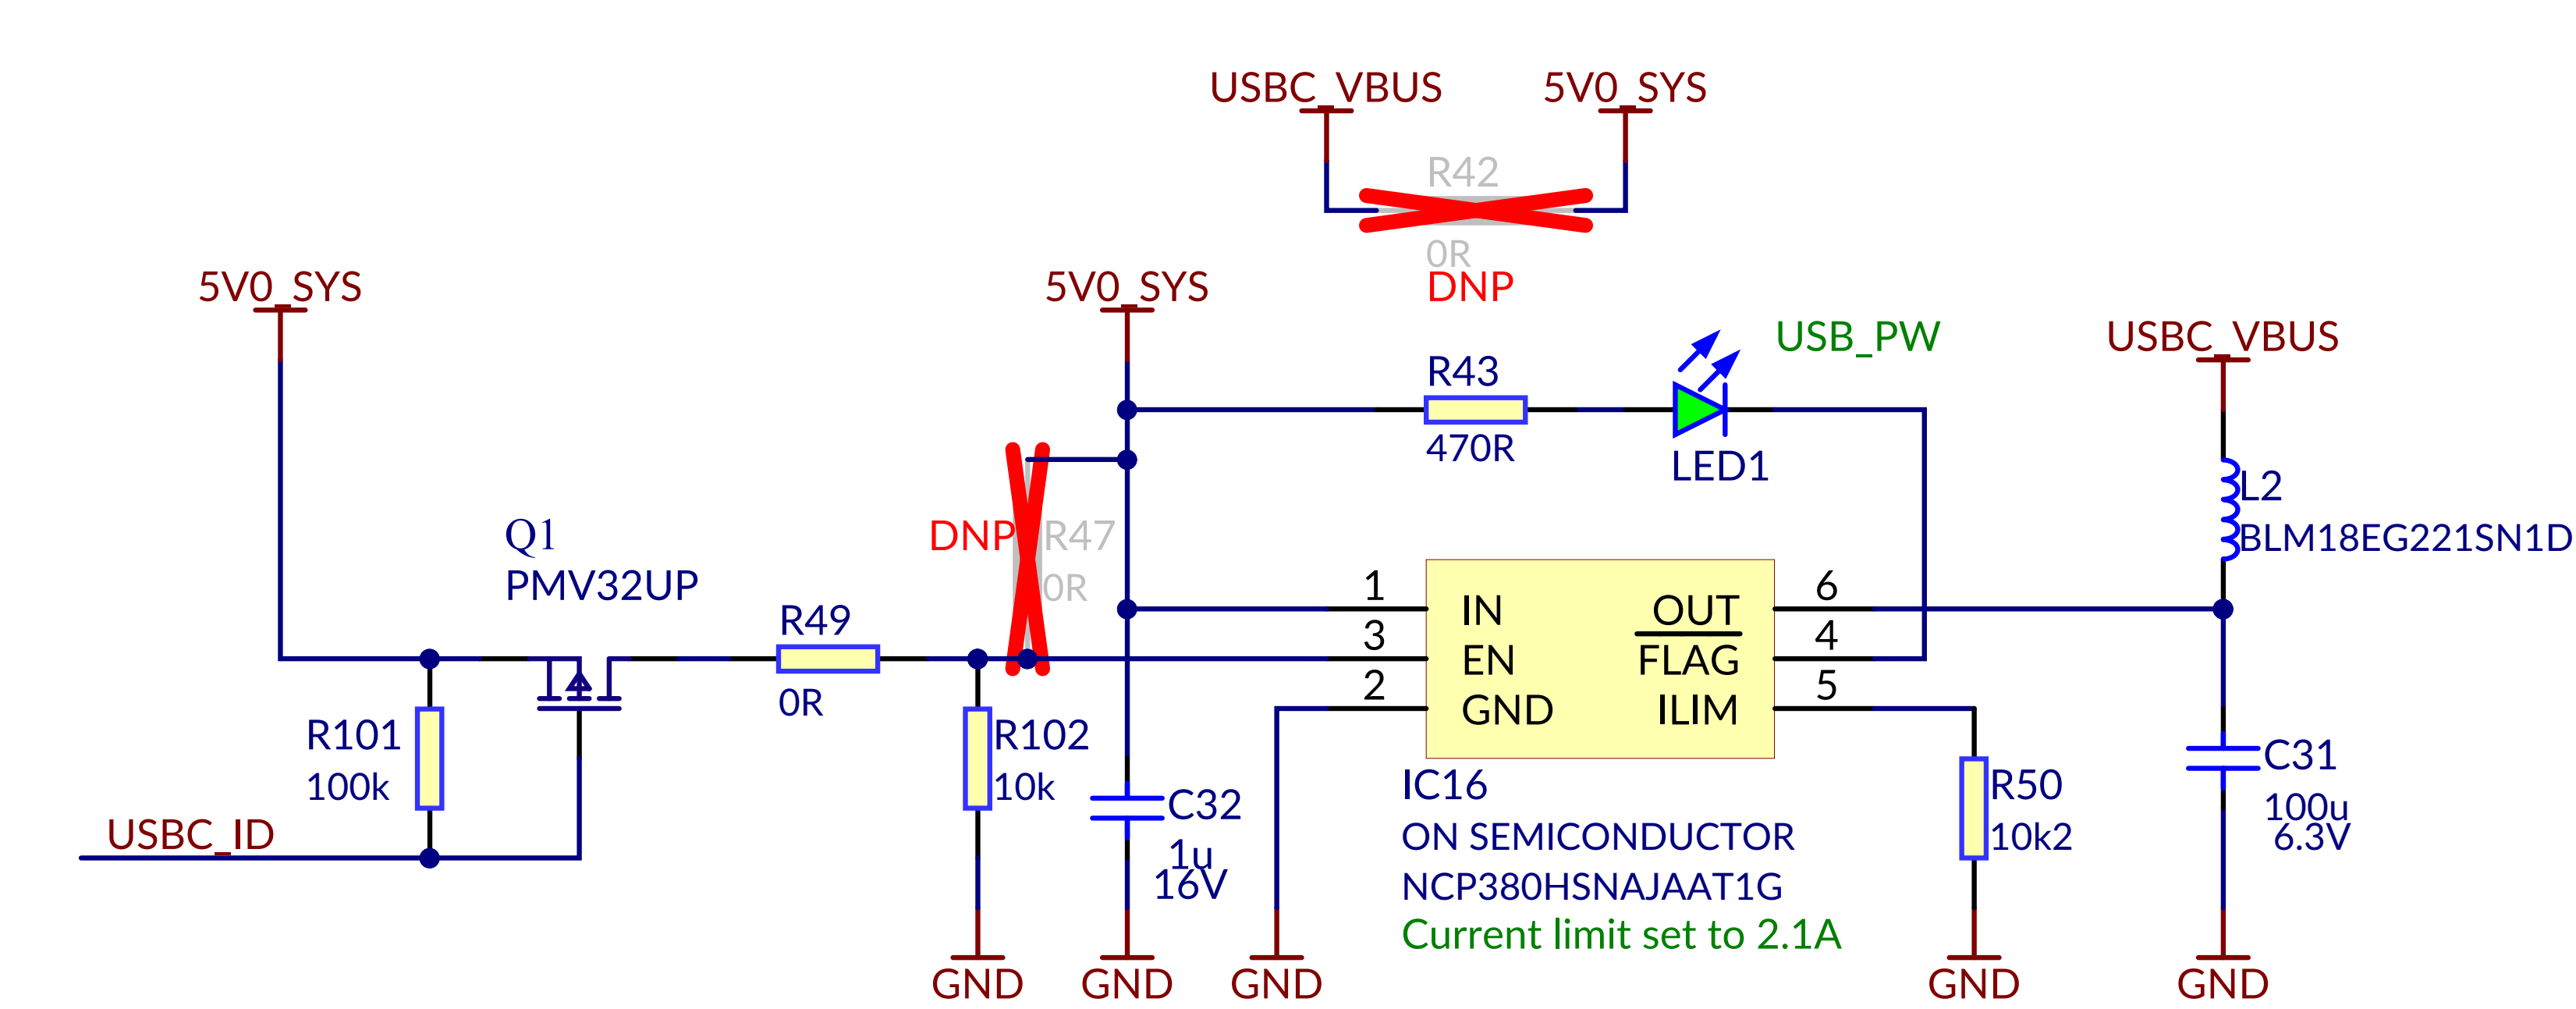 USBC_VBUS
5V0_SYS
R42
0R
DNP
5V0_SYS
5V0_SYS
USB_PW
USBC_VBUS
R43
470R
LED1
L2
BLM18EG221SN1D
Q1
PMV32UP
DNP
R47
0R
R49
0R
1
IN
OUT
6
3
EN
FLAG
4
2
GND
ILIM
5
R101
100k
R102
10k
USBC_ID
C32
1u
16V
IC16
ON SEMICONDUCTOR
NCP380HSNAJAAT1G
Current limit set to 2.1A
R50
10k2
C31
100u
6.3V
GND
GND
GND
GND
GND